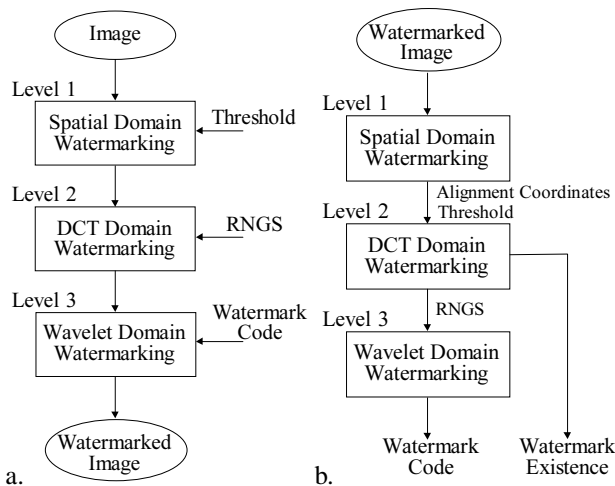 Image
Level 1
Spatial Domain
Watermarking
Threshold
Level 2
DCT Domain
Watermarking
RNGS
Level 3
Wavelet Domain
Watermarking
Watermark
Code
Watermarked
Image
a.
Watermarked
Image
Level 1
Spatial Domain
Watermarking
Alignment Coordinates
Threshold
Level 2
DCT Domain
Watermarking
RNGS
Level 3
Wavelet Domain
Watermarking
Watermark
Code
Watermark
Existence
b.